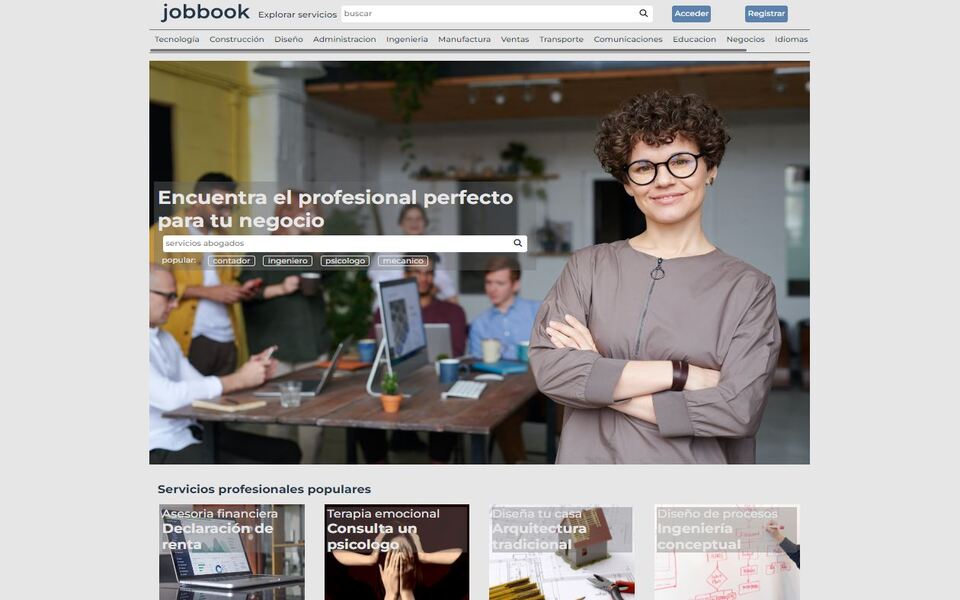 jobbook Explorar servicios buscar Acceder Registrar
Tecnología Construcción Diseño Administracion Ingenieria Manufactura Ventas Transporte Comunicaciones Educacion Negocios Idiomas
Encuentra el profesional perfecto
para tu negocio
servicios abogados
popular: contador ingeniero psicologo mecanico
Servicios profesionales populares
Asesoria financiera
Declaración de
renta
Terapia emocional
Consulta un
psicologo
Diseña tu casa
Arquitectura
tradicional
Diseño de procesos
Ingeniería
conceptual